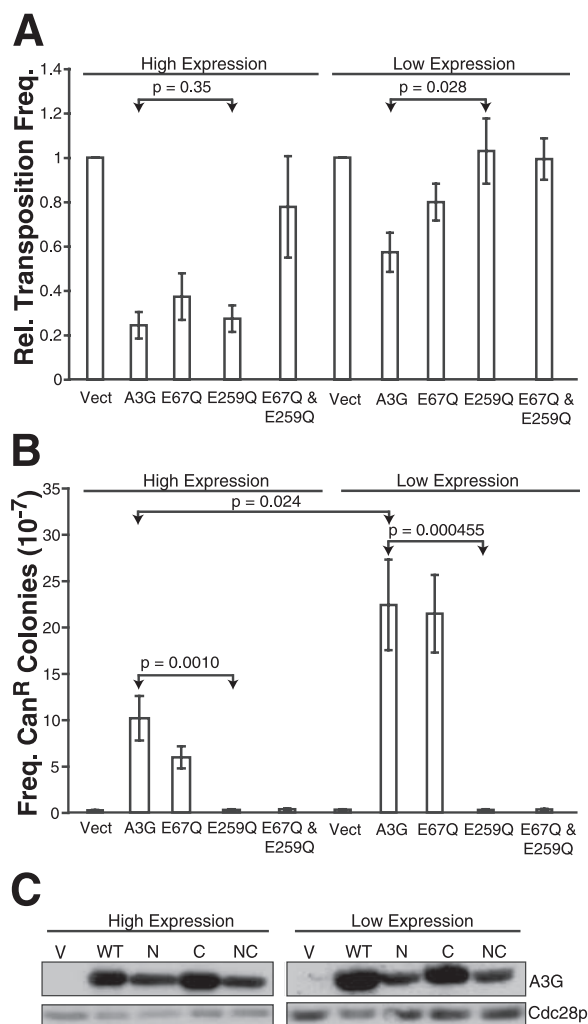 A
High Expression Low Expression
p = 0.35 p = 0.028
Rel. Transposition Freq.
1.4
1.2
1
0.8
0.6
0.4
0.2
0
Vect A3G E67Q E259Q E67Q & E259Q Vect A3G E67Q E259Q E67Q & E259Q
B
High Expression Low Expression
p = 0.024
p = 0.000455
p = 0.0010
Freq. Can^R Colonies (10^-7)
35
30
25
20
15
10
5
0
Vect A3G E67Q E259Q E67Q & E259Q Vect A3G E67Q E259Q E67Q & E259Q
C
High Expression Low Expression
V WT N C NC V WT N C NC
A3G
Cdc28p